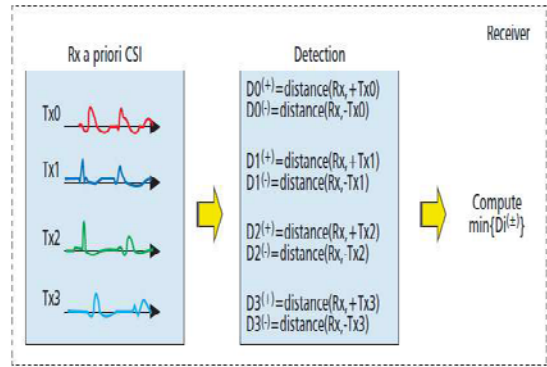 Receiver
Rx a priori CSI
Tx0
Tx1
Tx2
Tx3
Detection
D0(+)=distance(Rx,+Tx0)
D0(-)=distance(Rx,-Tx0)
D1(+)=distance(Rx,+Tx1)
D1(-)=distance(Rx,-Tx1)
D2(+)=distance(Rx,+Tx2)
D2(-)=distance(Rx,-Tx2)
D3(+)=distance(Rx,+Tx3)
D3(-)=distance(Rx,-Tx3)
Compute
min{Di(±)}